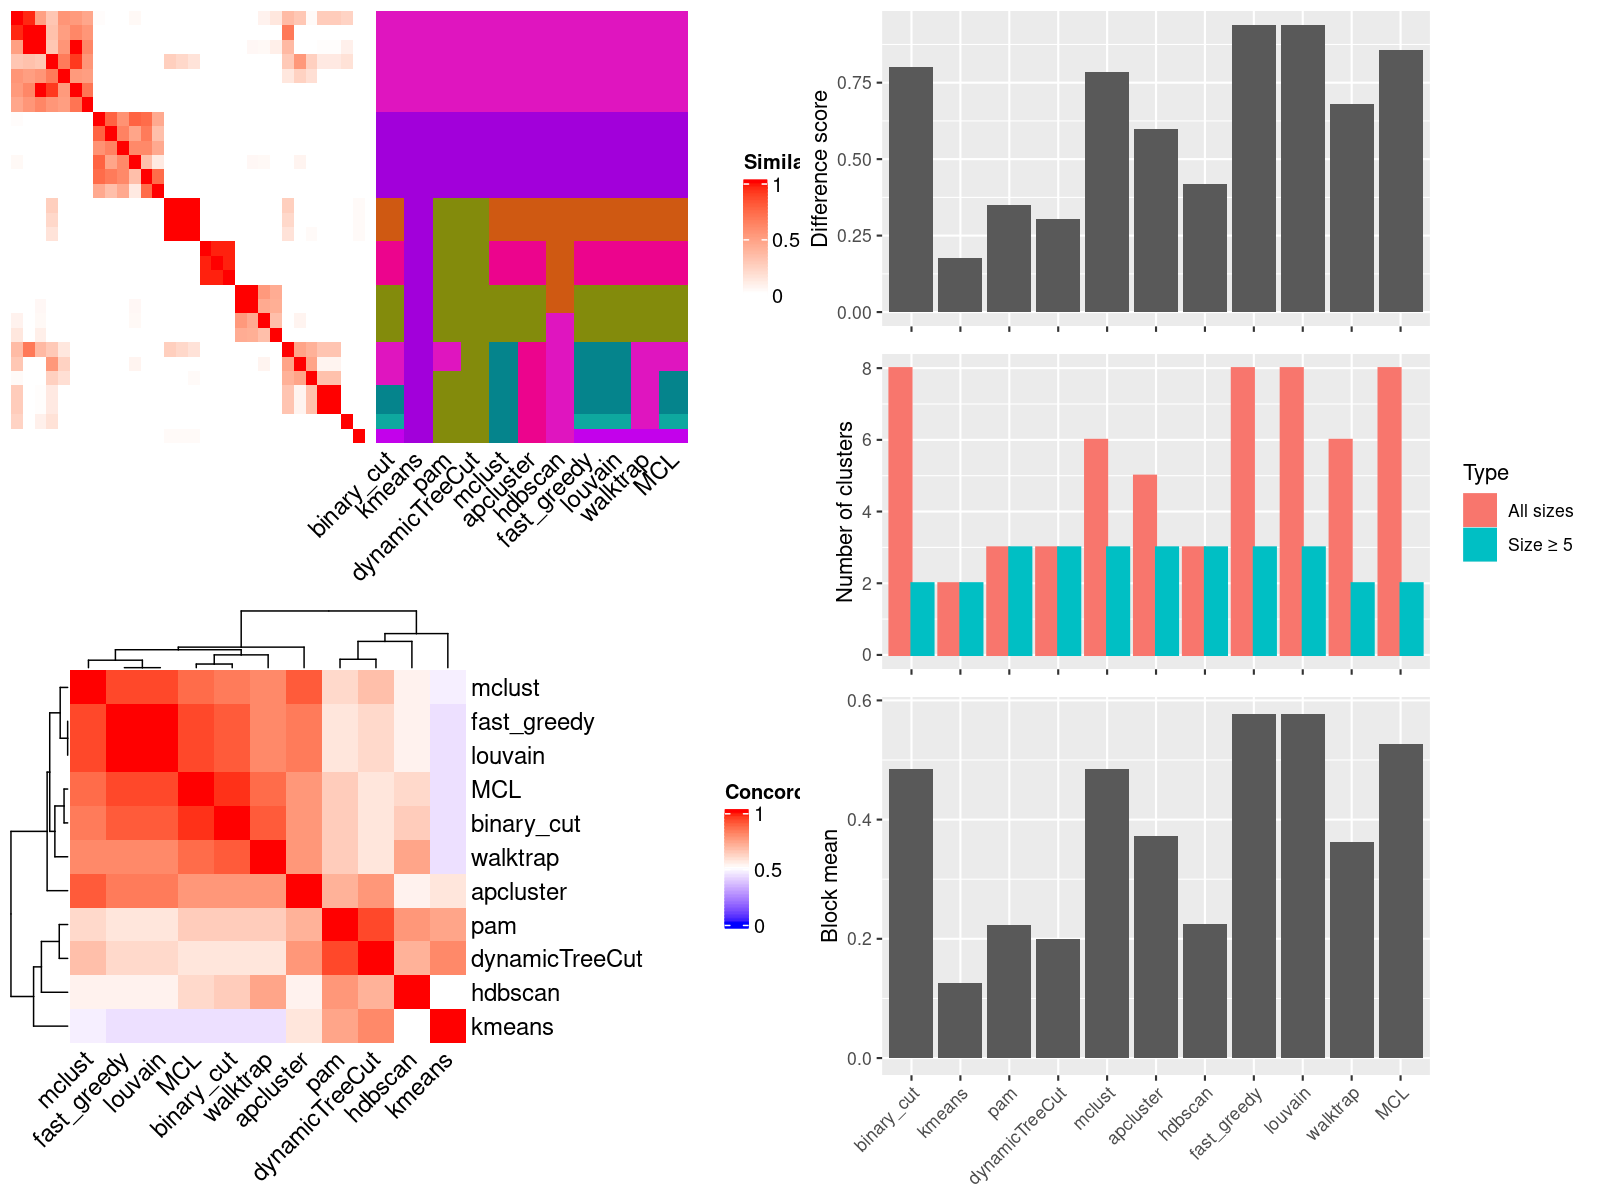 Simila
1
0.5
0
binary_cut
kmeans
pam
dynamicTreeCut
mclust
apcluster
hdbscan
fast_greedy
louvain
walktrap
MCL
mclust
fast_greedy
louvain
MCL
binary_cut
walktrap
apcluster
pam
dynamicTreeCut
hdbscan
kmeans
Concord
1
0.5
0
mclust
fast_greedy
louvain
MCL
binary_cut
walktrap
apcluster
pam
dynamicTreeCut
hdbscan
kmeans
Difference score
0.75
0.50
0.25
0.00
Number of clusters
8
6
4
2
0
Type
All sizes
Size ≥ 5
Block mean
0.6
0.4
0.2
0.0
binary_cut
kmeans
pam
dynamicTreeCut
mclust
apcluster
hdbscan
fast_greedy
louvain
walktrap
MCL